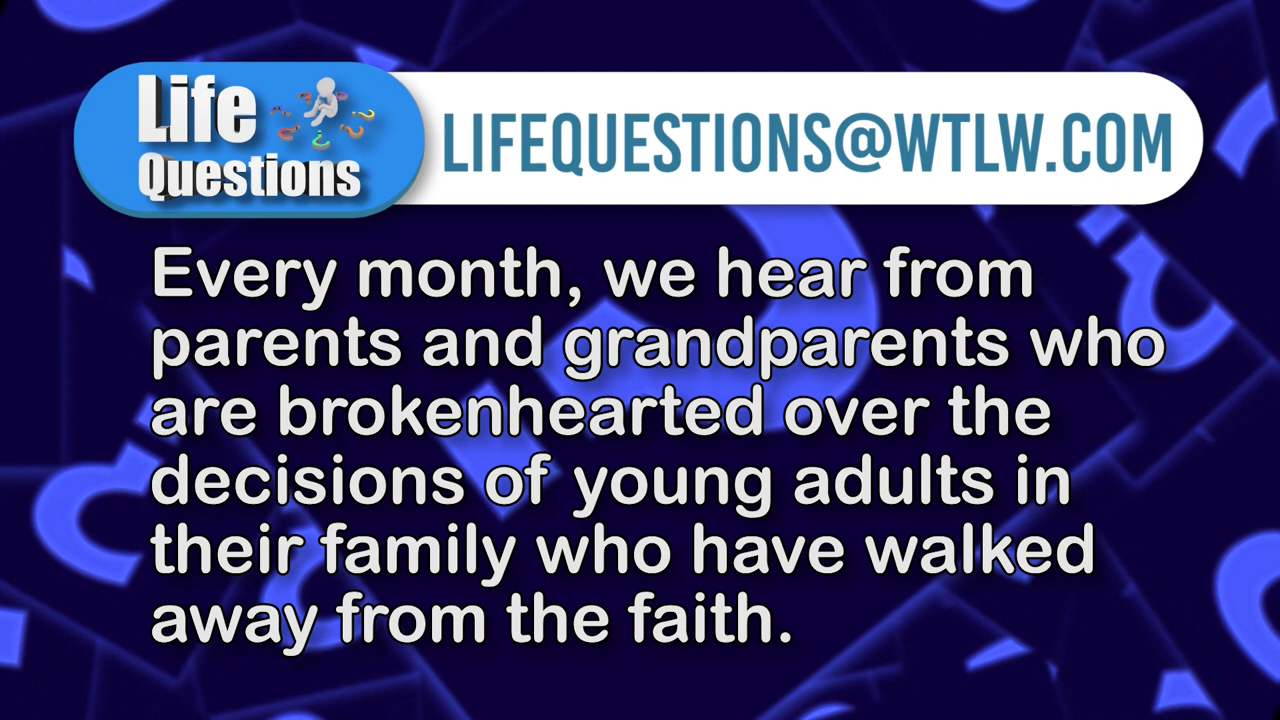 Life
Questions
LIFEQUESTIONS@WTLW.COM
Every month, we hear from
parents and grandparents who
are brokenhearted over the
decisions of young adults in
their family who have walked
away from the faith.